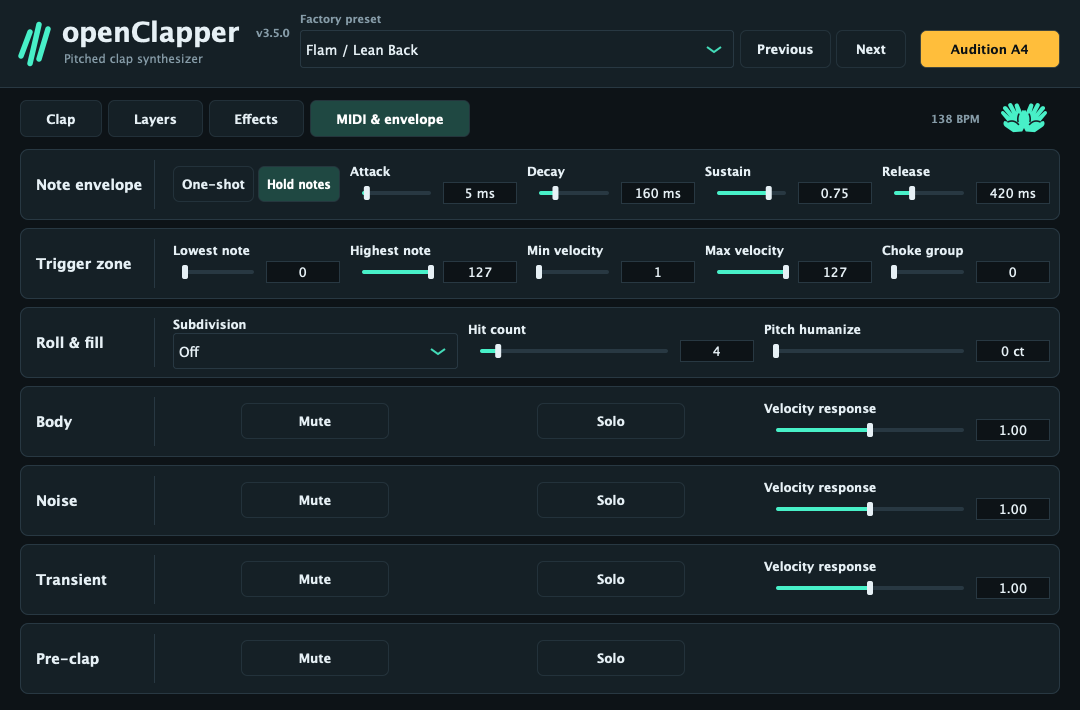 openClapper v3.5.0
Pitched clap synthesizer
Factory preset
Flam / Lean Back
Previous
Next
Audition A4
Clap
Layers
Effects
MIDI & envelope
138 BPM
Note envelope
One-shot
Hold notes
Attack
5 ms
Decay
160 ms
Sustain
0.75
Release
420 ms
Trigger zone
Lowest note
0
Highest note
127
Min velocity
1
Max velocity
127
Choke group
0
Roll & fill
Subdivision
Off
Hit count
4
Pitch humanize
0 ct
Body
Mute
Solo
Velocity response
1.00
Noise
Mute
Solo
Velocity response
1.00
Transient
Mute
Solo
Velocity response
1.00
Pre-clap
Mute
Solo